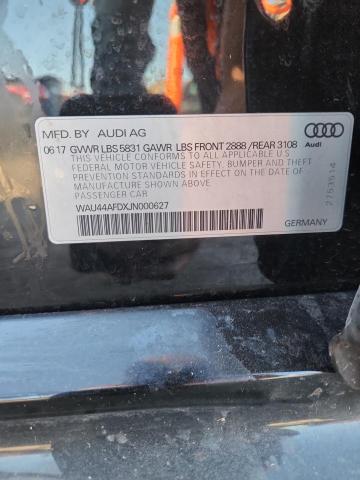 MFD. BY AUDI AG
06 17 GVWR LBS 5831 GAWR LBS FRONT 2888 /REAR 3108
THIS VEHICLE CONFORMS TO ALL APPLICABLE U.S
FEDERAL MOTOR VEHICLE SAFETY, BUMPER AND THEFT
PREVENTION STANDARDS IN EFFECT ON THE DATE OF
MANUFACTURE SHOWN ABOVE.
PASSENGER CAR
WAU44AFDXJN000627
GERMANY
Audi
2753514